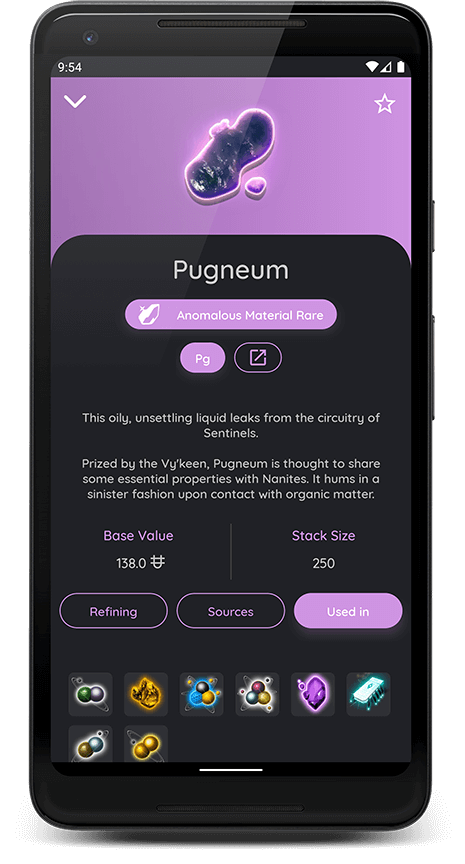 9:54
Pugneum
Anomalous Material Rare
Pg
This oily, unsettling liquid leaks from the circuitry of
Sentinels.
Prized by the Vy'keen, Pugneum is thought to share
some essential properties with Nanites. It hums in a
sinister fashion upon contact with organic matter.
Base Value
Stack Size
138.0
250
Refining
Sources
Used in